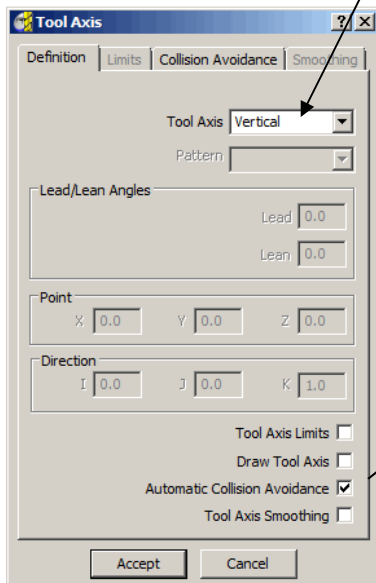 Tool Axis
Definition Limits Collision Avoidance Smoothing
Tool Axis Vertical
Pattern
Lead/Lean Angles
Lead 0.0
Lean 0.0
Point
X 0.0 Y 0.0 Z 0.0
Direction
I 0.0 J 0.0 K 1.0
Tool Axis Limits
Draw Tool Axis
Automatic Collision Avoidance
Tool Axis Smoothing
Accept Cancel